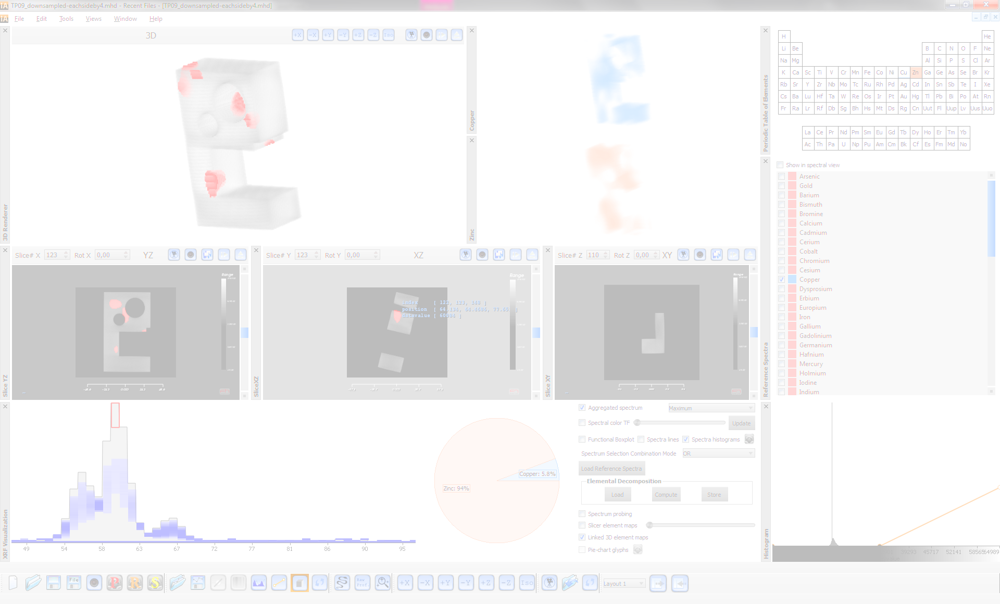 TP09_downsampled-eachsideby4.mhd - Recent Files - [TP09_downsampled-eachsideby4.mhd]
File Edit Tools Views Window Help
3D
+X -X +Y -Y +Z -Z Iso
3D Renderer
Copper
Zinc
Periodic Table of Elements
H He
Li Be B C N O F Ne
Na Mg Al Si P S Cl Ar
K Ca Sc Ti V Cr Mn Fe Co Ni Cu Zn Ga Ge As Se Br Kr
Rb Sr Y Zr Nb Mo Tc Ru Rh Pd Ag Cd In Sn Sb Te I Xe
Cs Ba Lu Hf Ta W Re Os Ir Pt Au Hg Tl Pb Bi Po At Rn
Fr Ra Lr Rf Db Sg Bh Hs Mt Ds Rg Cn Uut Fl Uup Lv Uus Uuo
La Ce Pr Nd Pm Sm Eu Gd Tb Dy Ho Er Tm Yb
Ac Th Pa U Np Pu Am Cm Bk Cf Es Fm Md No
Reference Spectra
Show in spectral view
Arsenic
Gold
Barium
Bismuth
Bromine
Calcium
Cadmium
Cerium
Cobalt
Chromium
Cesium
Copper
Dysprosium
Erbium
Europium
Iron
Gallium
Gadolinium
Germanium
Hafnium
Mercury
Holmium
Iodine
Indium
Slice YZ
Slice# X 123 Rot X 0,00 YZ
Range
SliceXZ
Slice# Y 123 Rot Y 0,00 XZ
Range
index [ 122, 123, 148 ]
position [ 64.134, 64.4686, 77.65 ]
datavalue [ 60084 ]
Slice XY
Slice# Z 110 Rot Z 0,00 XY
Range
XRF Visualization
49 54 58 63 67 72 77 81 86 90 95
Zinc: 94%
Copper: 5.8%
Aggregated spectrum Maximum
Spectral color TF Update
Functional Boxplot Spectra lines Spectra histograms
Spectrum Selection Combination Mode OR
Load Reference Spectra
Elemental Decomposition
Load Compute Store
Spectrum probing
Slicer element maps
Linked 3D element maps
Pie-chart glyphs
Histogram
39293 45717 52141 58565 64989
File
Raw Prof.
+X -X +Y -Y +Z -Z Iso
Layout 1